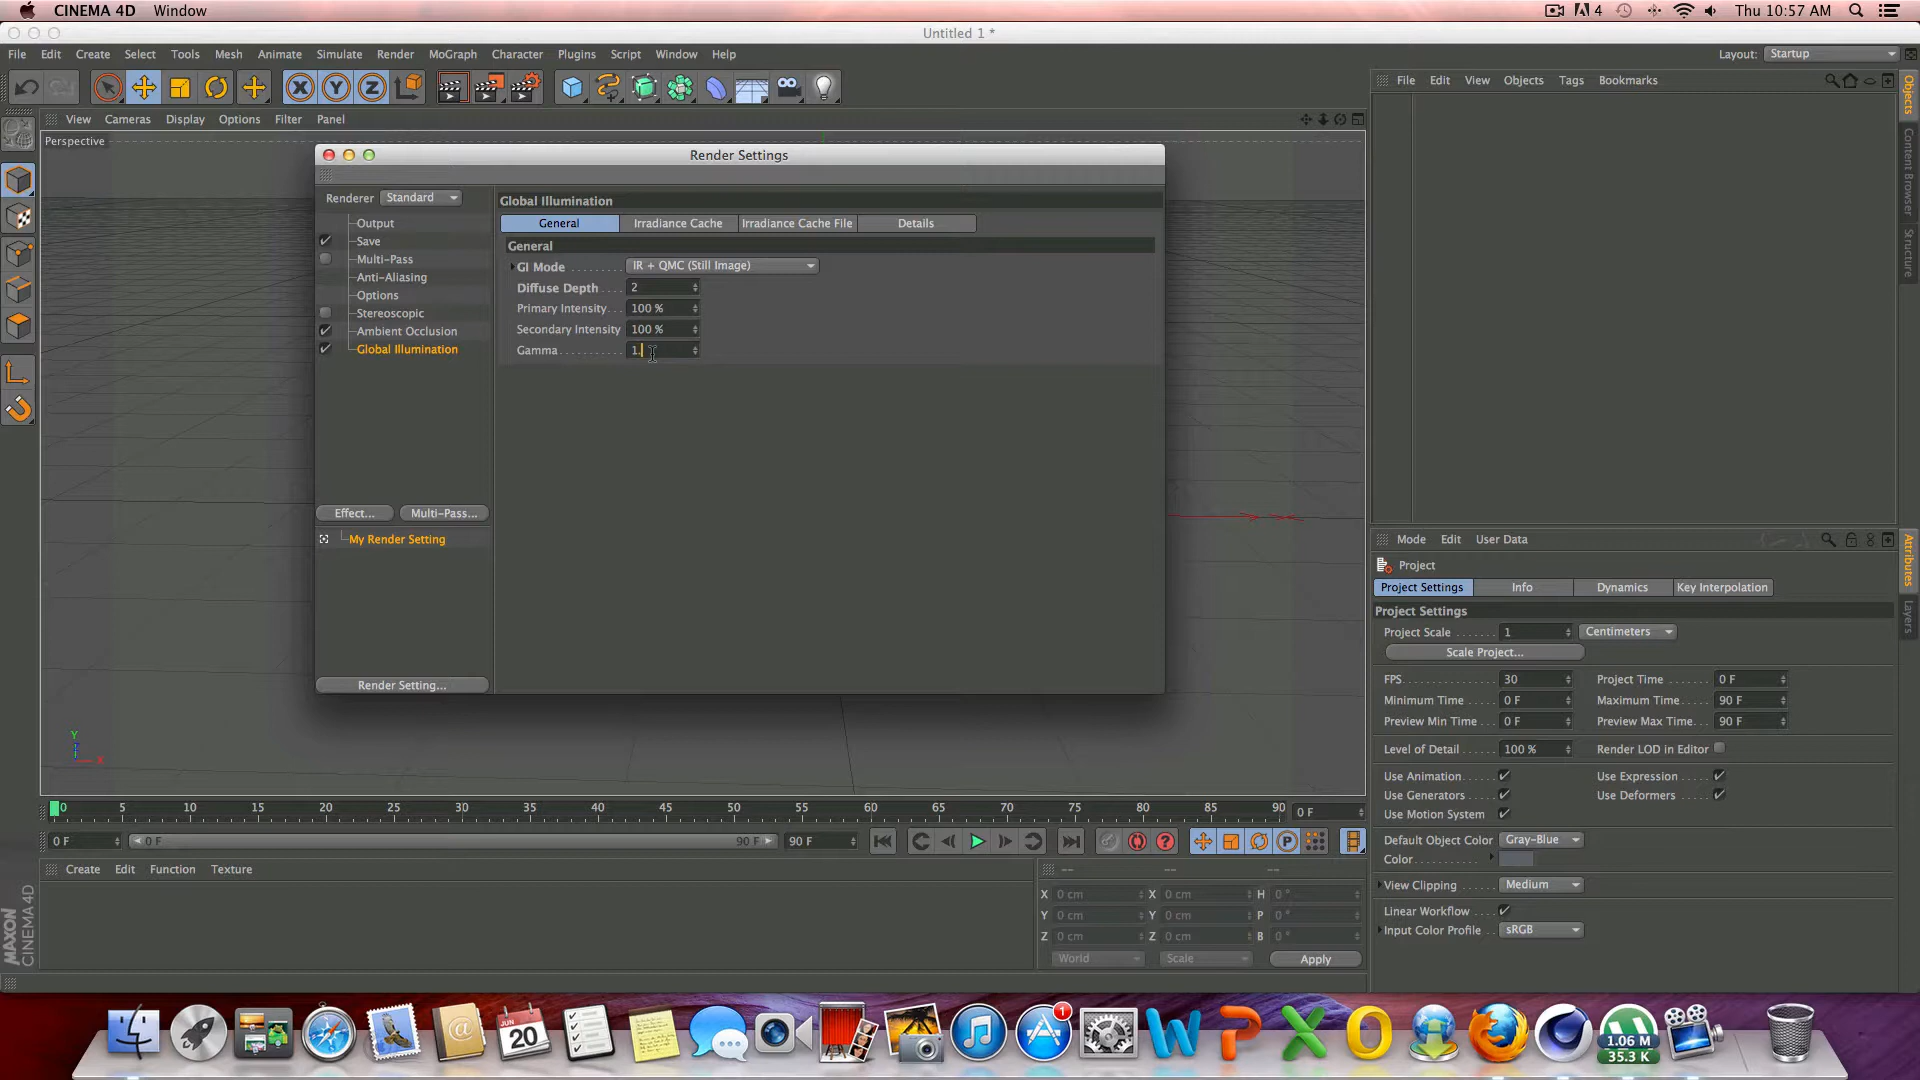 CINEMA 4D Window 4 Thu 10:57 AM
Untitled 1 *
File Edit Create Select Tools Mesh Animate Simulate Render MoGraph Character Plugins Script Window Help Layout: Startup
File Edit View Objects Tags Bookmarks
X Y Z
View Cameras Display Options Filter Panel
Perspective
Objects
Content Browser
Structure
Render Settings
Renderer Standard
Output
Save
Multi-Pass
Anti-Aliasing
Options
Stereoscopic
Ambient Occlusion
Global Illumination
Effect... Multi-Pass...
My Render Setting
Render Setting...
Global Illumination
General Irradiance Cache Irradiance Cache File Details
General
GI Mode IR + QMC (Still Image)
Diffuse Depth 2
Primary Intensity 100 %
Secondary Intensity 100 %
Gamma 1.
Y
X
Mode Edit User Data
Project
Project Settings Info Dynamics Key Interpolation
Project Settings
Project Scale 1 Centimeters
Scale Project...
FPS 30 Project Time 0 F
Minimum Time 0 F Maximum Time 90 F
Preview Min Time 0 F Preview Max Time 90 F
Level of Detail 100 % Render LOD in Editor
Use Animation Use Expression
Use Generators Use Deformers
Use Motion System
Default Object Color Gray-Blue
Color
View Clipping Medium
Linear Workflow
Input Color Profile sRGB
Attributes
Layers
0 5 10 15 20 25 30 35 40 45 50 55 60 65 70 75 80 85 90 0 F
0 F 0 F 90 F 90 F P
Create Edit Function Texture
-- -- --
X 0 cm X 0 cm H 0 °
Y 0 cm Y 0 cm P 0 °
Z 0 cm Z 0 cm B 0 °
World Scale Apply
MAXON
CINEMA 4D
JUN
20
1
1.06 M
35.3 K